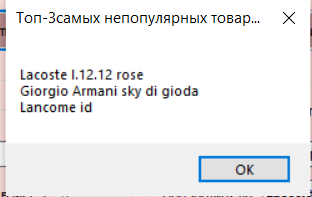 Топ-3самых непопулярных товар...
Lacoste l.12.12 rose
Giorgio Armani sky di gioda
Lancome id
OK